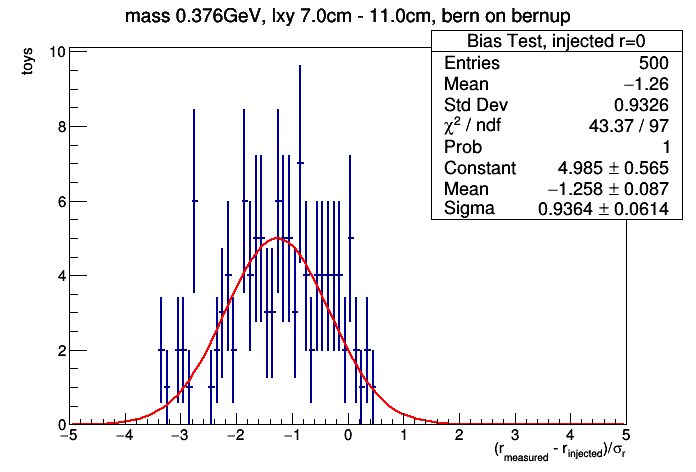 mass 0.376GeV, lxy 7.0cm - 11.0cm, bern on bernup
Bias Test, injected r=0
Entries 500
Mean −1.26
Std Dev 0.9326
χ² / ndf 43.37 / 97
Prob 1
Constant 4.985 ± 0.565
Mean −1.258 ± 0.087
Sigma 0.9364 ± 0.0614
toys
10
8
6
4
2
0
−5 −4 −3 −2 −1 0 1 2 3 4 5
(r_measured - r_injected)/σ_r